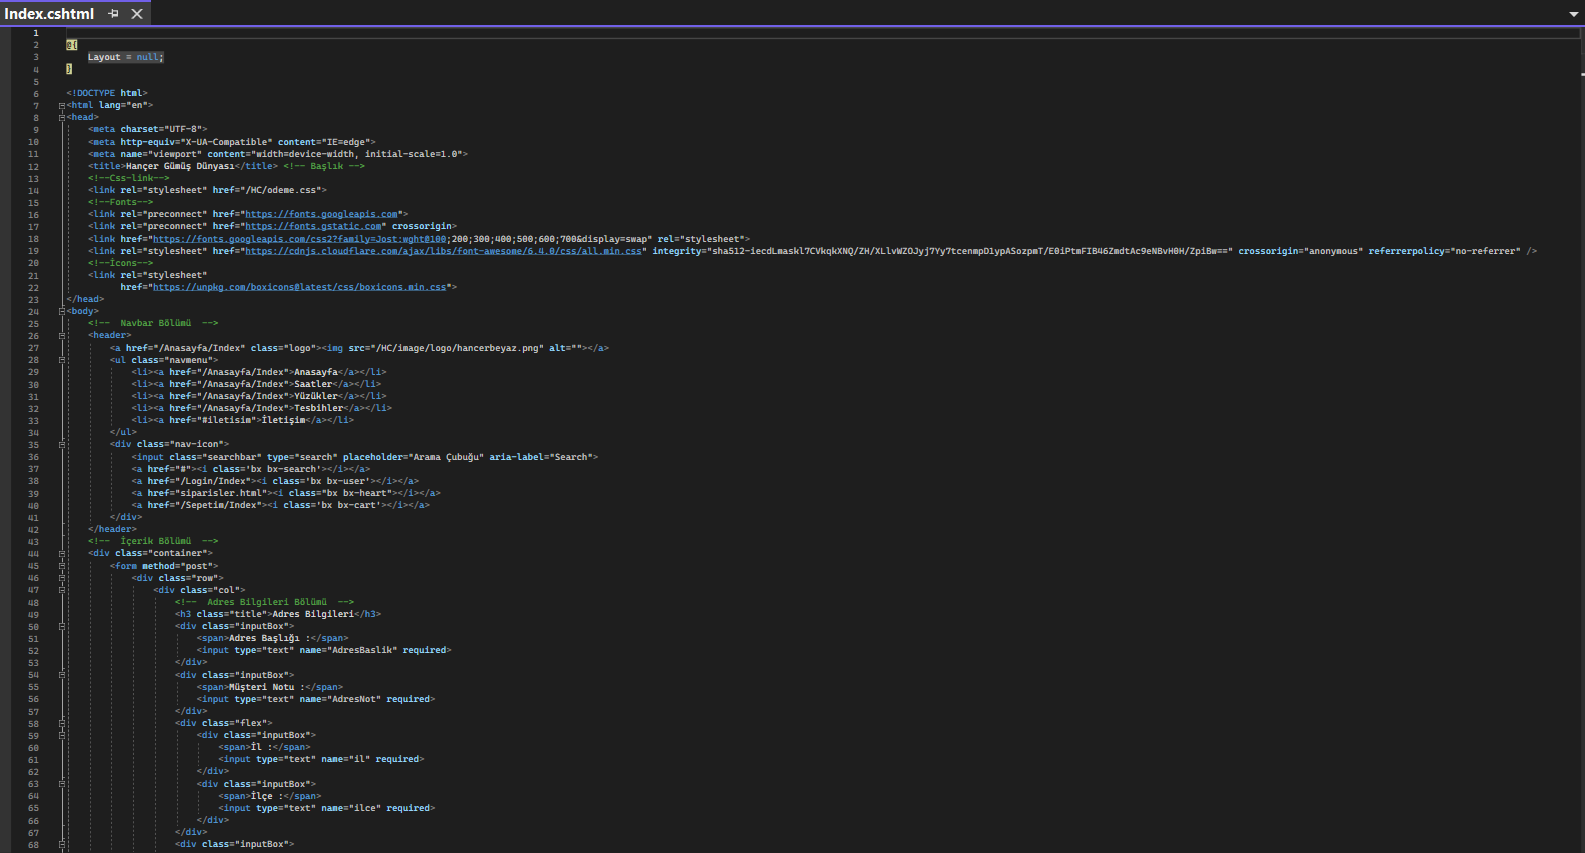 Index.cshtml
1
2 @{
3 Layout = null;
4 }
5
6 <!DOCTYPE html>
7 <html lang="en">
8 <head>
9 <meta charset="UTF-8">
10 <meta http-equiv="X-UA-Compatible" content="IE=edge">
11 <meta name="viewport" content="width=device-width, initial-scale=1.0">
12 <title>Hançer Gümüş Dünyası</title> <!-- Başlık -->
13 <!--Css-link-->
14 <link rel="stylesheet" href="/HC/odeme.css">
15 <!--Fonts-->
16 <link rel="preconnect" href="https://fonts.googleapis.com">
17 <link rel="preconnect" href="https://fonts.gstatic.com" crossorigin>
18 <link href="https://fonts.googleapis.com/css2?family=Jost:wght@100;200;300;400;500;600;700&display=swap" rel="stylesheet">
19 <link rel="stylesheet" href="https://cdnjs.cloudflare.com/ajax/libs/font-awesome/6.4.0/css/all.min.css" integrity="sha512-iecdLmaskl7CVkqkXNQ/ZH/XLlvWZOJyj7Yy7tcenmpD1ypASozpmT/E0iPtmFIB46ZmdtAc9eNBvH0H/ZpiBw==" crossorigin="anonymous" referrerpolicy="no-referrer" />
20 <!--İcons-->
21 <link rel="stylesheet"
22 href="https://unpkg.com/boxicons@latest/css/boxicons.min.css">
23 </head>
24 <body>
25 <!-- Navbar Bölümü -->
26 <header>
27 <a href="/Anasayfa/Index" class="logo"><img src="/HC/image/logo/hancerbeyaz.png" alt=""></a>
28 <ul class="navmenu">
29 <li><a href="/Anasayfa/Index">Anasayfa</a></li>
30 <li><a href="/Anasayfa/Index">Saatler</a></li>
31 <li><a href="/Anasayfa/Index">Yüzükler</a></li>
32 <li><a href="/Anasayfa/Index">Tesbihler</a></li>
33 <li><a href="#iletisim">İletişim</a></li>
34 </ul>
35 <div class="nav-icon">
36 <input class="searchbar" type="search" placeholder="Arama Çubuğu" aria-label="Search">
37 <a href="#"><i class='bx bx-search'></i></a>
38 <a href="/Login/Index"><i class='bx bx-user'></i></a>
39 <a href="siparisler.html"><i class="bx bx-heart"></i></a>
40 <a href="/Sepetim/Index"><i class='bx bx-cart'></i></a>
41 </div>
42 </header>
43 <!-- İçerik Bölümü -->
44 <div class="container">
45 <form method="post">
46 <div class="row">
47 <div class="col">
48 <!-- Adres Bilgileri Bölümü -->
49 <h3 class="title">Adres Bilgileri</h3>
50 <div class="inputBox">
51 <span>Adres Başlığı :</span>
52 <input type="text" name="AdresBaslik" required>
53 </div>
54 <div class="inputBox">
55 <span>Müşteri Notu :</span>
56 <input type="text" name="AdresNot" required>
57 </div>
58 <div class="flex">
59 <div class="inputBox">
60 <span>İl :</span>
61 <input type="text" name="il" required>
62 </div>
63 <div class="inputBox">
64 <span>İlçe :</span>
65 <input type="text" name="ilce" required>
66 </div>
67 </div>
68 <div class="inputBox">